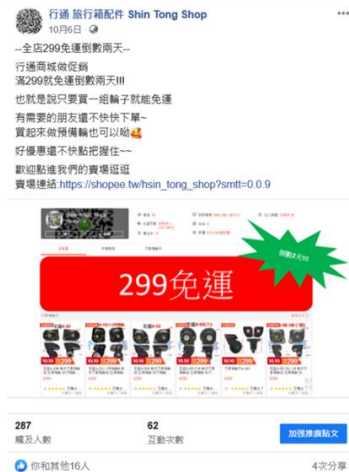 行通 旅行箱配件 Shin Tong Shop
10月6日
--全店299免運倒數兩天--
行通商城做促銷
滿299就免運倒數兩天!!!
也就是說只要買一組輪子就能免運
有需要的朋友還不快快下單~
買起來做預備輪也可以呦🥰
好優惠還不快點把握住~~
歡迎點進我們的賣場逛逛
賣場連結:https://shopee.tw/hsin_tong_shop?smtt=0.0.9
倒數2天!!!
299免運
287
觸及人數
62
互動次數
加強推廣貼文
你和其他16人
4次分享